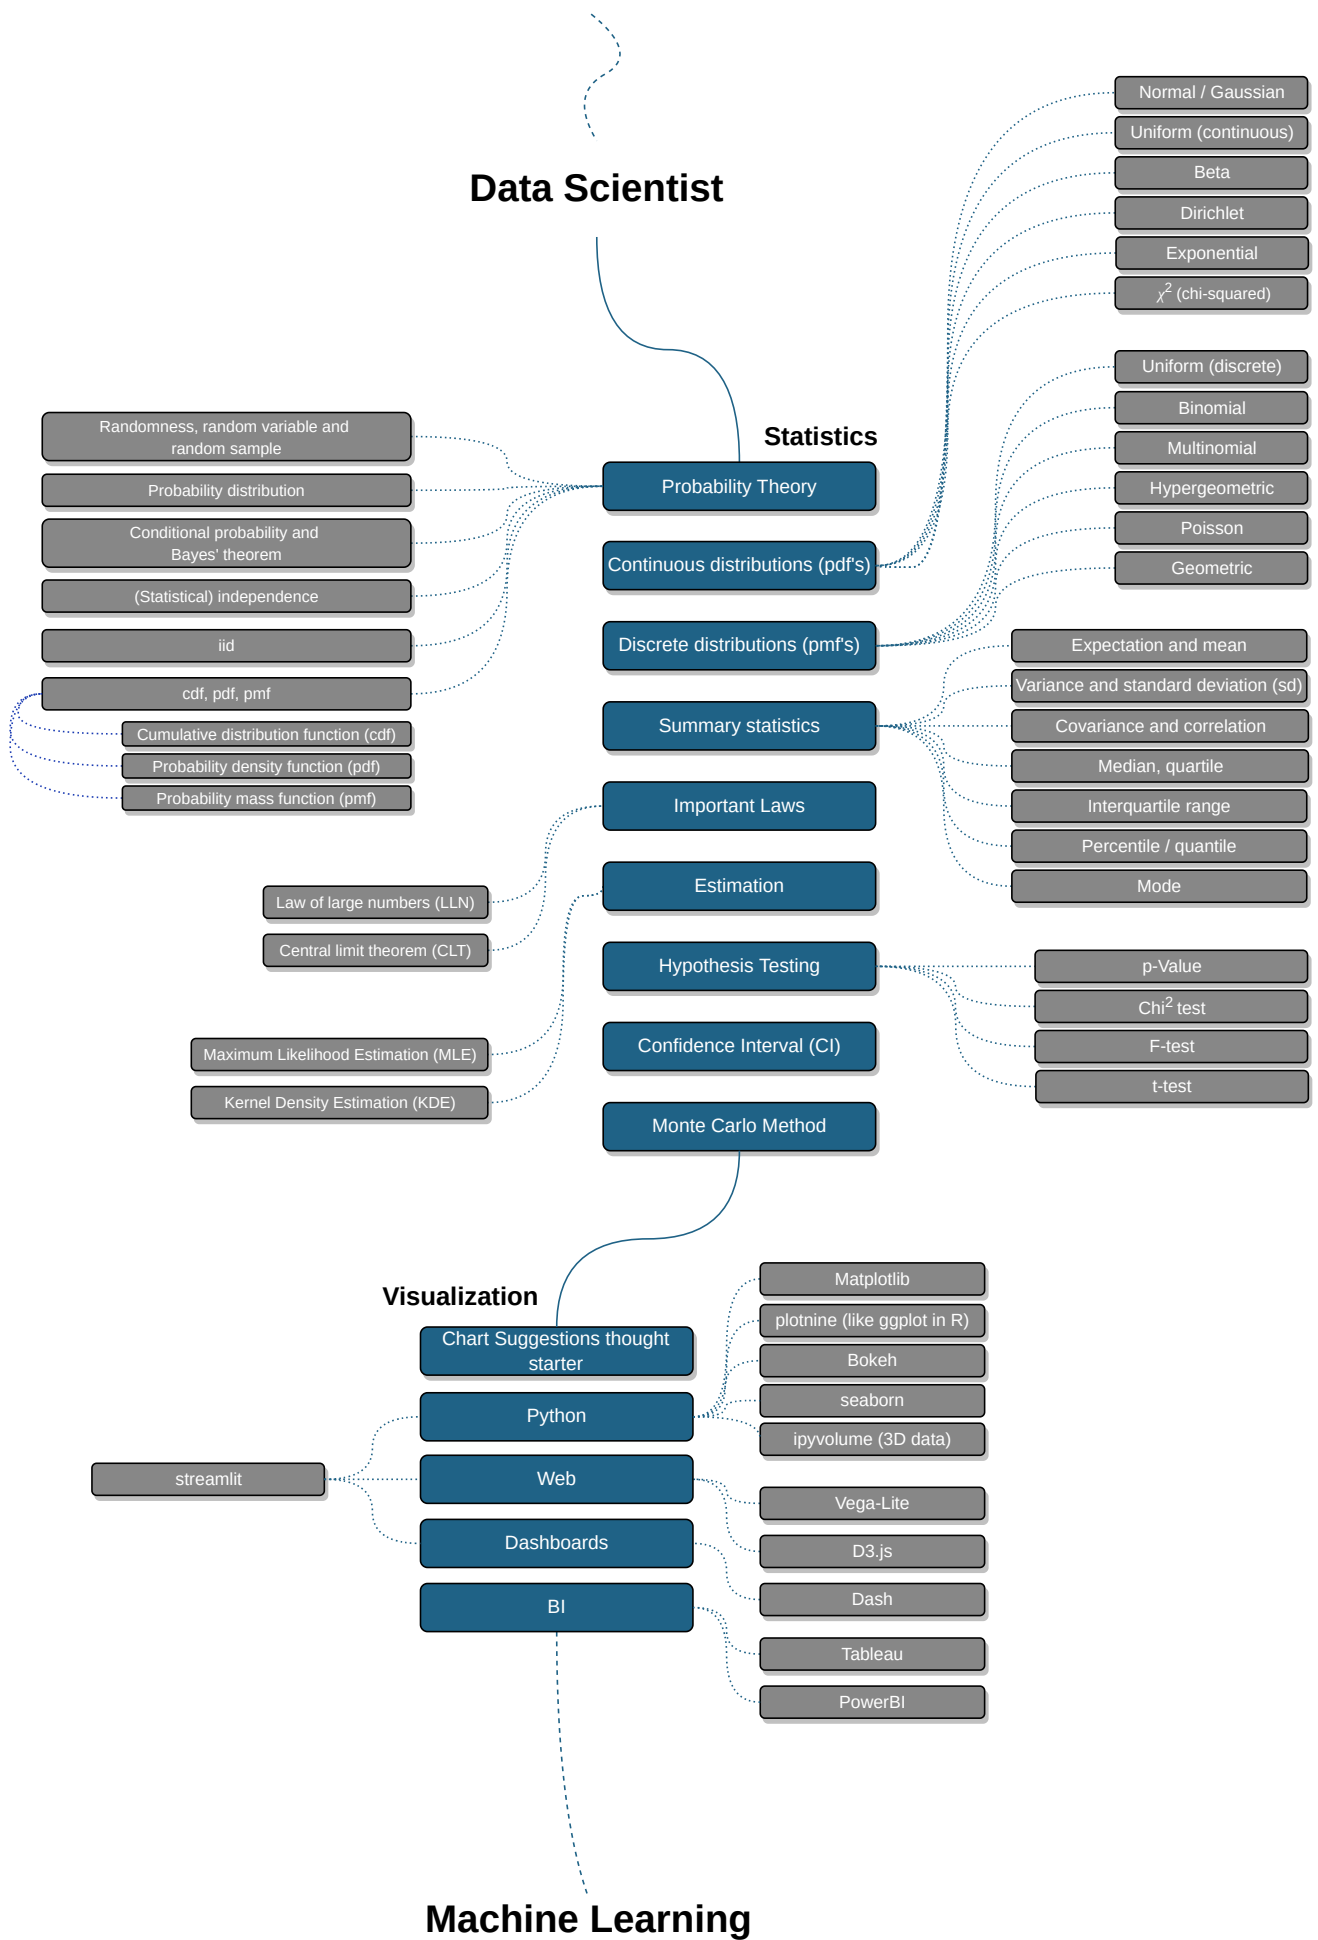 Data Scientist
Normal / Gaussian
Uniform (continuous)
Beta
Dirichlet
Exponential
χ² (chi-squared)
Uniform (discrete)
Binomial
Multinomial
Hypergeometric
Poisson
Geometric
Statistics
Probability Theory
Continuous distributions (pdf's)
Discrete distributions (pmf's)
Summary statistics
Important Laws
Estimation
Hypothesis Testing
Confidence Interval (CI)
Monte Carlo Method
Randomness, random variable and
random sample
Probability distribution
Conditional probability and
Bayes' theorem
(Statistical) independence
iid
cdf, pdf, pmf
Cumulative distribution function (cdf)
Probability density function (pdf)
Probability mass function (pmf)
Law of large numbers (LLN)
Central limit theorem (CLT)
Maximum Likelihood Estimation (MLE)
Kernel Density Estimation (KDE)
Expectation and mean
Variance and standard deviation (sd)
Covariance and correlation
Median, quartile
Interquartile range
Percentile / quantile
Mode
p-Value
Chi² test
F-test
t-test
Visualization
Chart Suggestions thought
starter
Python
Web
Dashboards
BI
streamlit
Matplotlib
plotnine (like ggplot in R)
Bokeh
seaborn
ipyvolume (3D data)
Vega-Lite
D3.js
Dash
Tableau
PowerBI
Machine Learning